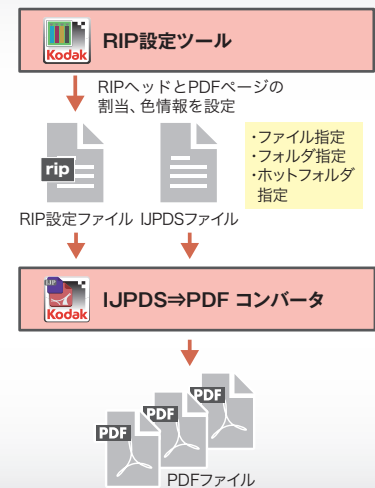 Kodak
RIP設定ツール
RIPヘッドとPDFページの
割当、色情報を設定
rip
・ファイル指定
・フォルダ指定
・ホットフォルダ
指定
RIP設定ファイル IJPDSファイル
Kodak
IJPDS⇒PDF コンバータ
PDF
PDF
PDF
PDFファイル